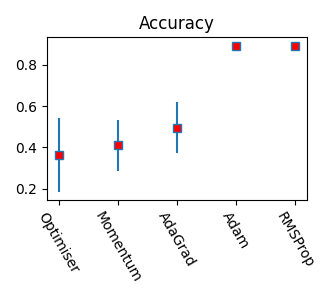 Accuracy
0.8
0.6
0.4
0.2
Optimiser
Momentum
AdaGrad
Adam
RMSProp